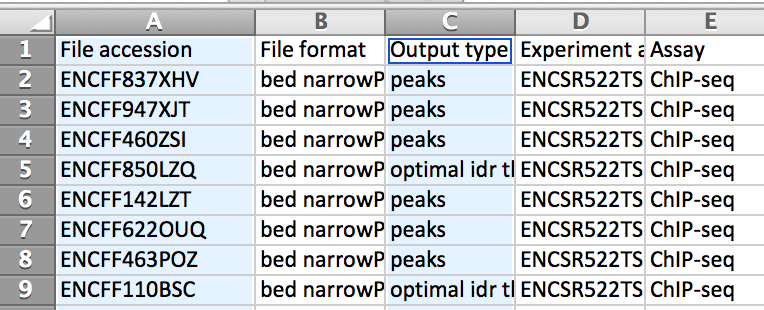 A B C D E
1 File accession File format Output type Experiment a Assay
2 ENCFF837XHV bed narrowP peaks ENCSR522TS ChIP-seq
3 ENCFF947XJT bed narrowP peaks ENCSR522TS ChIP-seq
4 ENCFF460ZSI bed narrowP peaks ENCSR522TS ChIP-seq
5 ENCFF850LZQ bed narrowP optimal idr th ENCSR522TS ChIP-seq
6 ENCFF142LZT bed narrowP peaks ENCSR522TS ChIP-seq
7 ENCFF622OUQ bed narrowP peaks ENCSR522TS ChIP-seq
8 ENCFF463POZ bed narrowP peaks ENCSR522TS ChIP-seq
9 ENCFF110BSC bed narrowP optimal idr th ENCSR522TS ChIP-seq